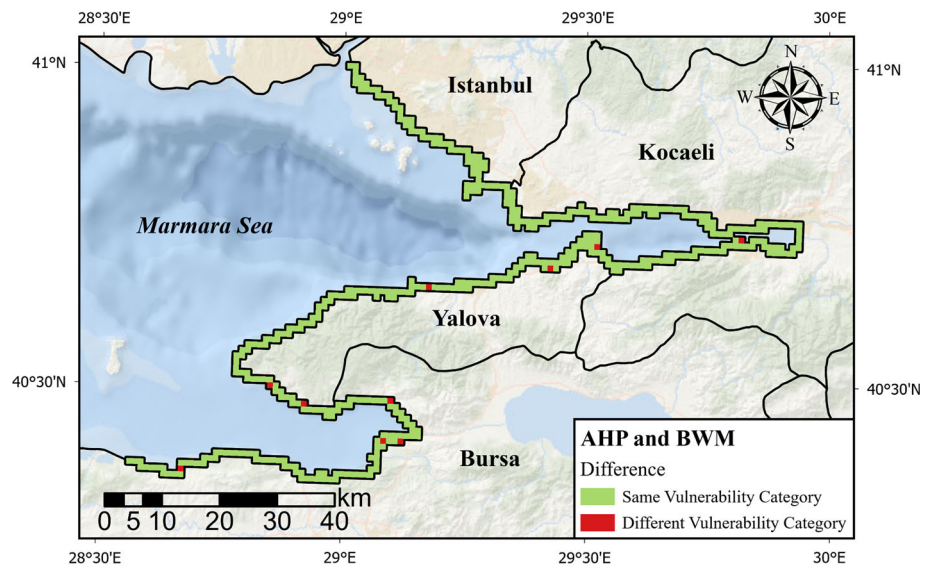 28°30'E 29°E 29°30'E 30°E
41°N 41°N
N
W E
S
Istanbul
Kocaeli
Marmara Sea
Yalova
40°30'N 40°30'N
Bursa
AHP and BWM
Difference
Same Vulnerability Category
Different Vulnerability Category
km
0 5 10 20 30 40
28°30'E 29°E 29°30'E 30°E